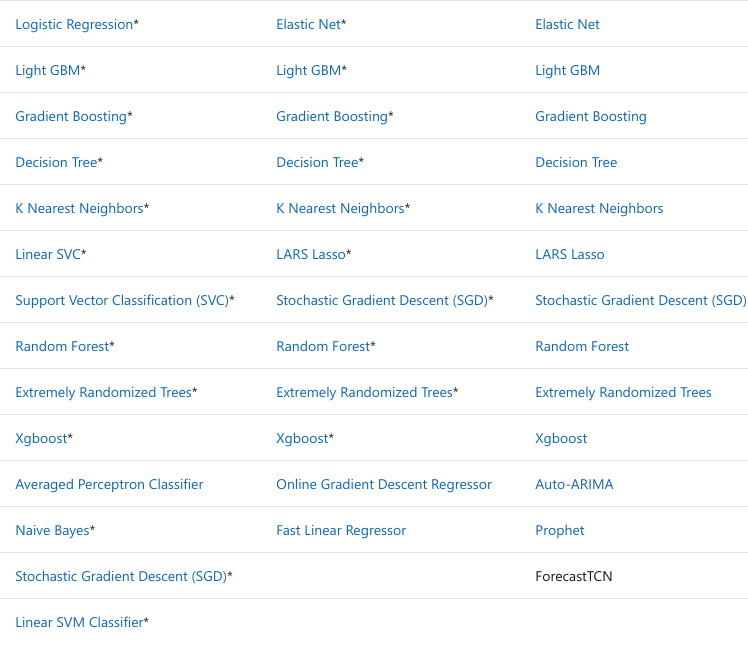 Logistic Regression* Elastic Net* Elastic Net
Light GBM* Light GBM* Light GBM
Gradient Boosting* Gradient Boosting* Gradient Boosting
Decision Tree* Decision Tree* Decision Tree
K Nearest Neighbors* K Nearest Neighbors* K Nearest Neighbors
Linear SVC* LARS Lasso* LARS Lasso
Support Vector Classification (SVC)* Stochastic Gradient Descent (SGD)* Stochastic Gradient Descent (SGD)
Random Forest* Random Forest* Random Forest
Extremely Randomized Trees* Extremely Randomized Trees* Extremely Randomized Trees
Xgboost* Xgboost* Xgboost
Averaged Perceptron Classifier Online Gradient Descent Regressor Auto-ARIMA
Naive Bayes* Fast Linear Regressor Prophet
Stochastic Gradient Descent (SGD)* ForecastTCN
Linear SVM Classifier*